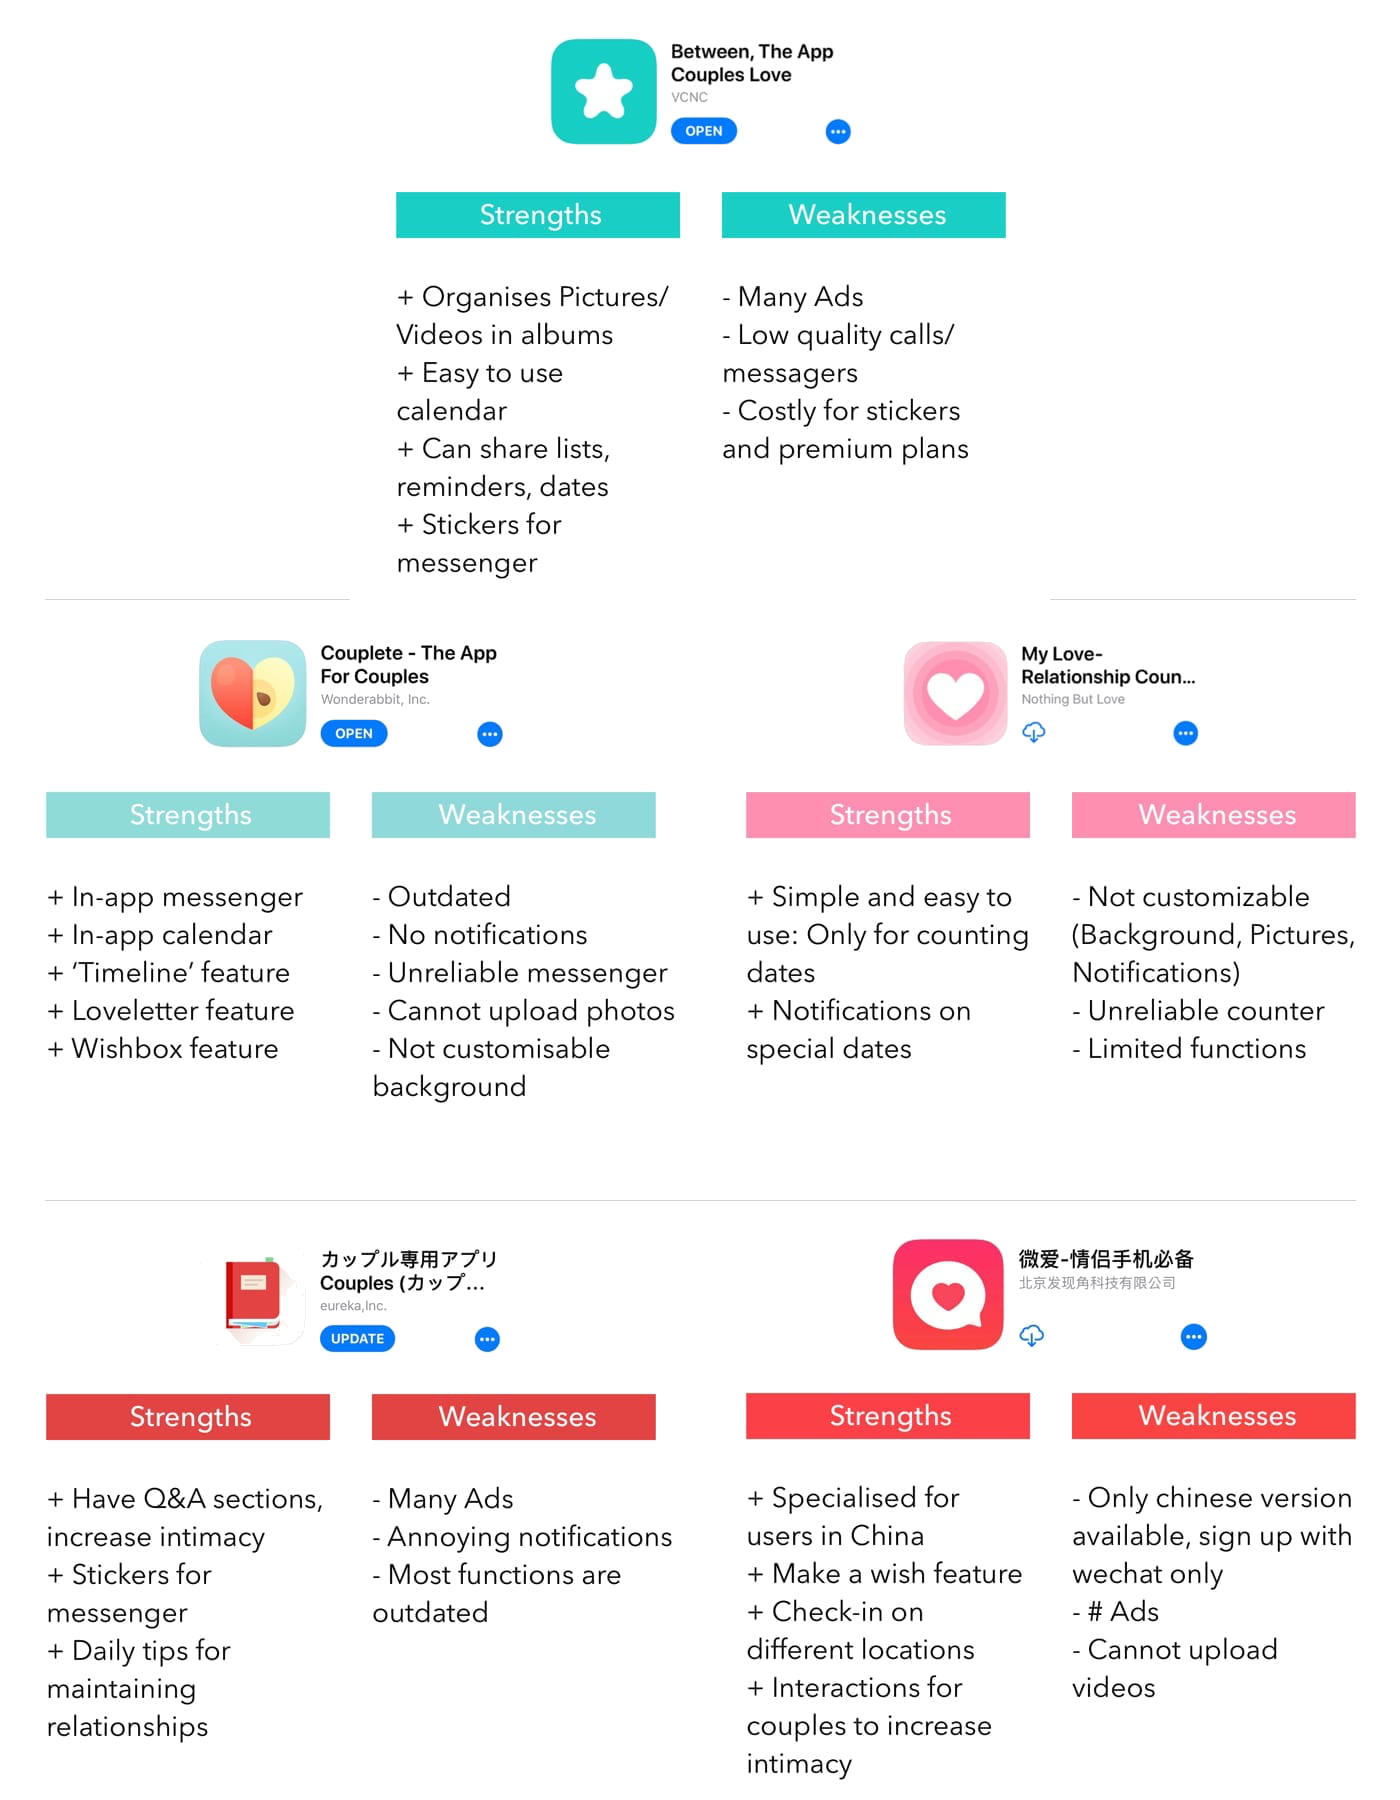 Between, The App
Couples Love
VCNC
OPEN
Strengths
+ Organises Pictures/
Videos in albums
+ Easy to use
calendar
+ Can share lists,
reminders, dates
+ Stickers for
messenger
Weaknesses
- Many Ads
- Low quality calls/
messagers
- Costly for stickers
and premium plans
Couplete - The App
For Couples
Wonderabbit, Inc.
OPEN
Strengths
+ In-app messenger
+ In-app calendar
+ ‘Timeline’ feature
+ Loveletter feature
+ Wishbox feature
Weaknesses
- Outdated
- No notifications
- Unreliable messenger
- Cannot upload photos
- Not customisable
background
My Love-
Relationship Coun...
Nothing But Love
Strengths
+ Simple and easy to
use: Only for counting
dates
+ Notifications on
special dates
Weaknesses
- Not customizable
(Background, Pictures,
Notifications)
- Unreliable counter
- Limited functions
カップル専用アプリ
Couples (カップ...
eureka,Inc.
UPDATE
Strengths
+ Have Q&A sections,
increase intimacy
+ Stickers for
messenger
+ Daily tips for
maintaining
relationships
Weaknesses
- Many Ads
- Annoying notifications
- Most functions are
outdated
微爱-情侣手机必备
北京发现角科技有限公司
Strengths
+ Specialised for
users in China
+ Make a wish feature
+ Check-in on
different locations
+ Interactions for
couples to increase
intimacy
Weaknesses
- Only chinese version
available, sign up with
wechat only
- # Ads
- Cannot upload
videos